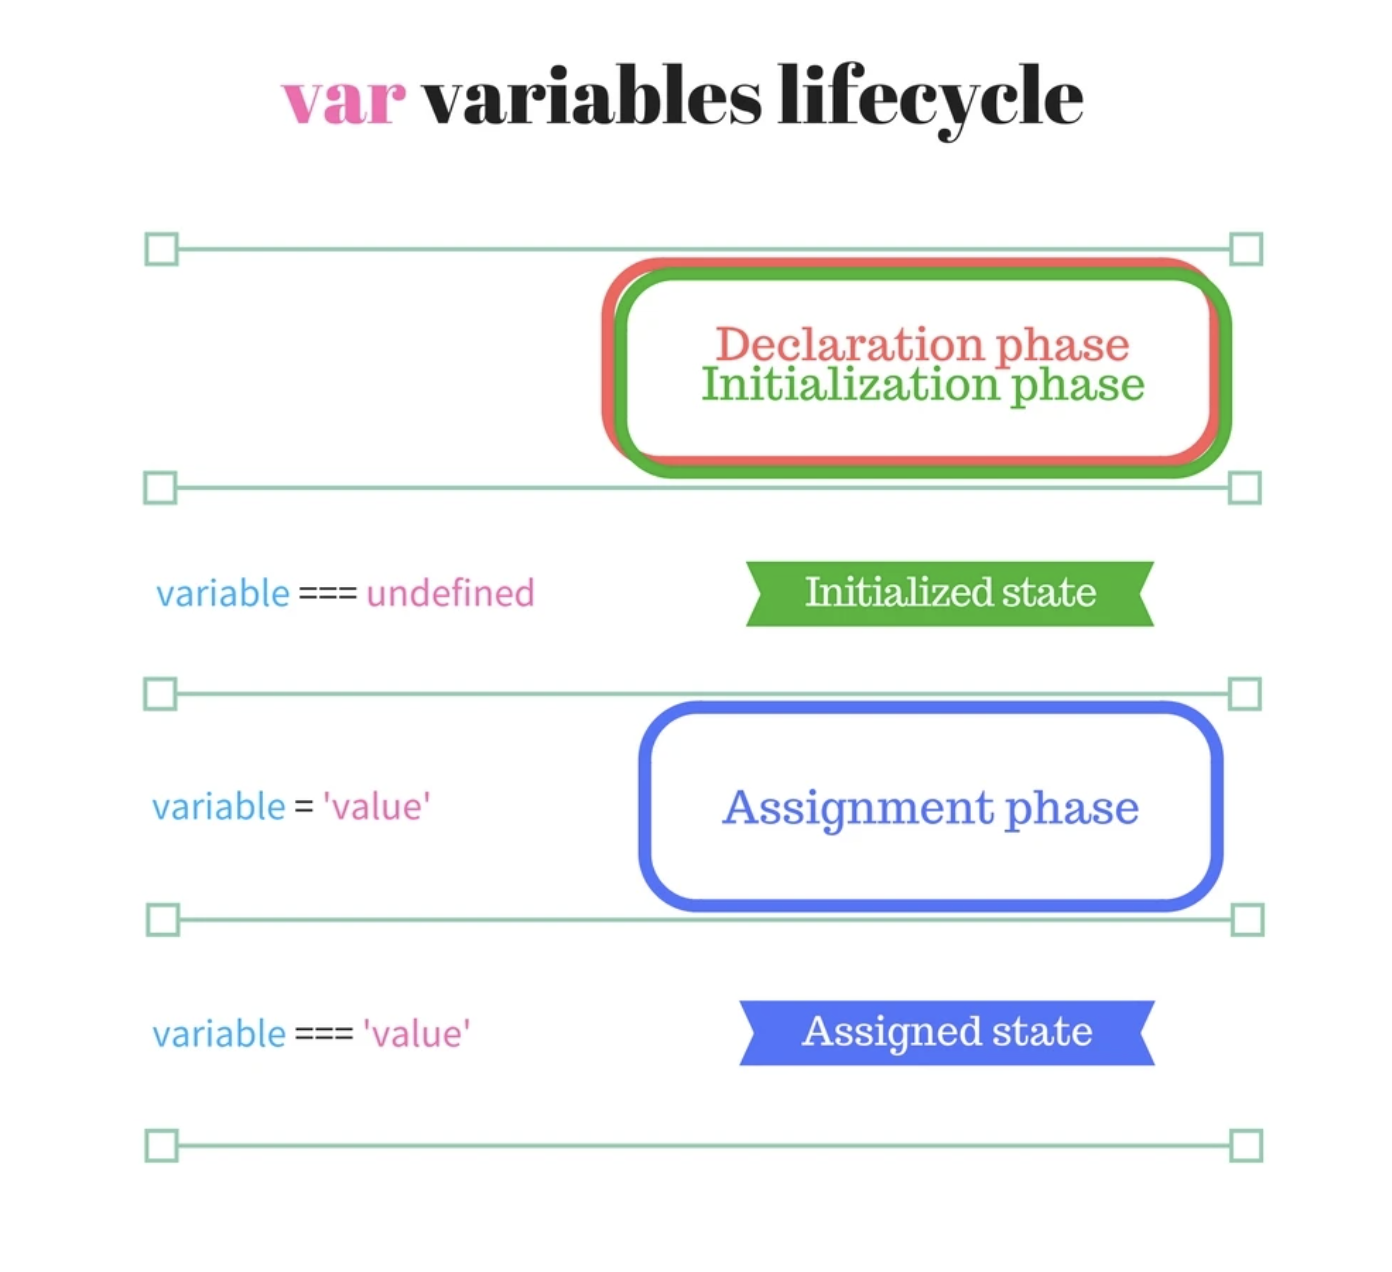 var variables lifecycle
Declaration phase
Initialization phase
variable === undefined
Initialized state
variable = 'value'
Assignment phase
variable === 'value'
Assigned state